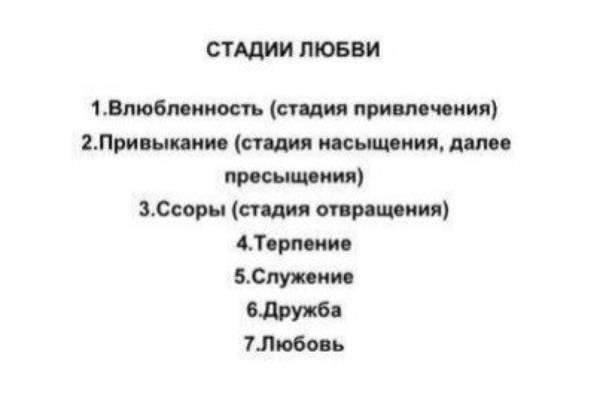 СТАДИИ ЛЮБВИ
1.Влюбленность (стадия привлечения)
2.Привыкание (стадия насыщения, далее
пресыщения)
3.Ссоры (стадия отвращения)
4.Терпение
5.Служение
6.Дружба
7.Любовь